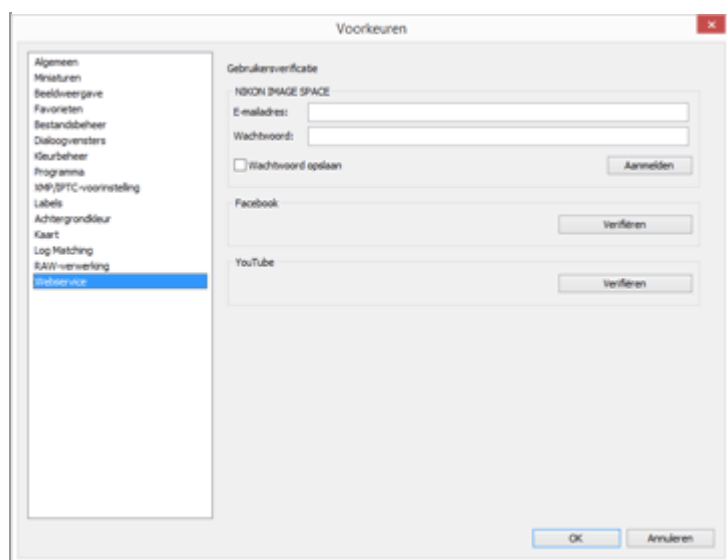 Voorkeuren
Algemeen
Miniaturen
Beeldweergave
Favorieten
Bestandsbeheer
Dialoogvensters
Kleurbeheer
Programma
XMP/IPTC-voorinstelling
Labels
Achtergrondkleur
Kaart
Log Matching
RAW-verwerking
Webservice
Gebruikersverificatie
NIKON IMAGE SPACE
E-mailadres:
Wachtwoord:
Wachtwoord opslaan
Aanmelden
Facebook
Verifiëren
YouTube
Verifiëren
OK
Annuleren